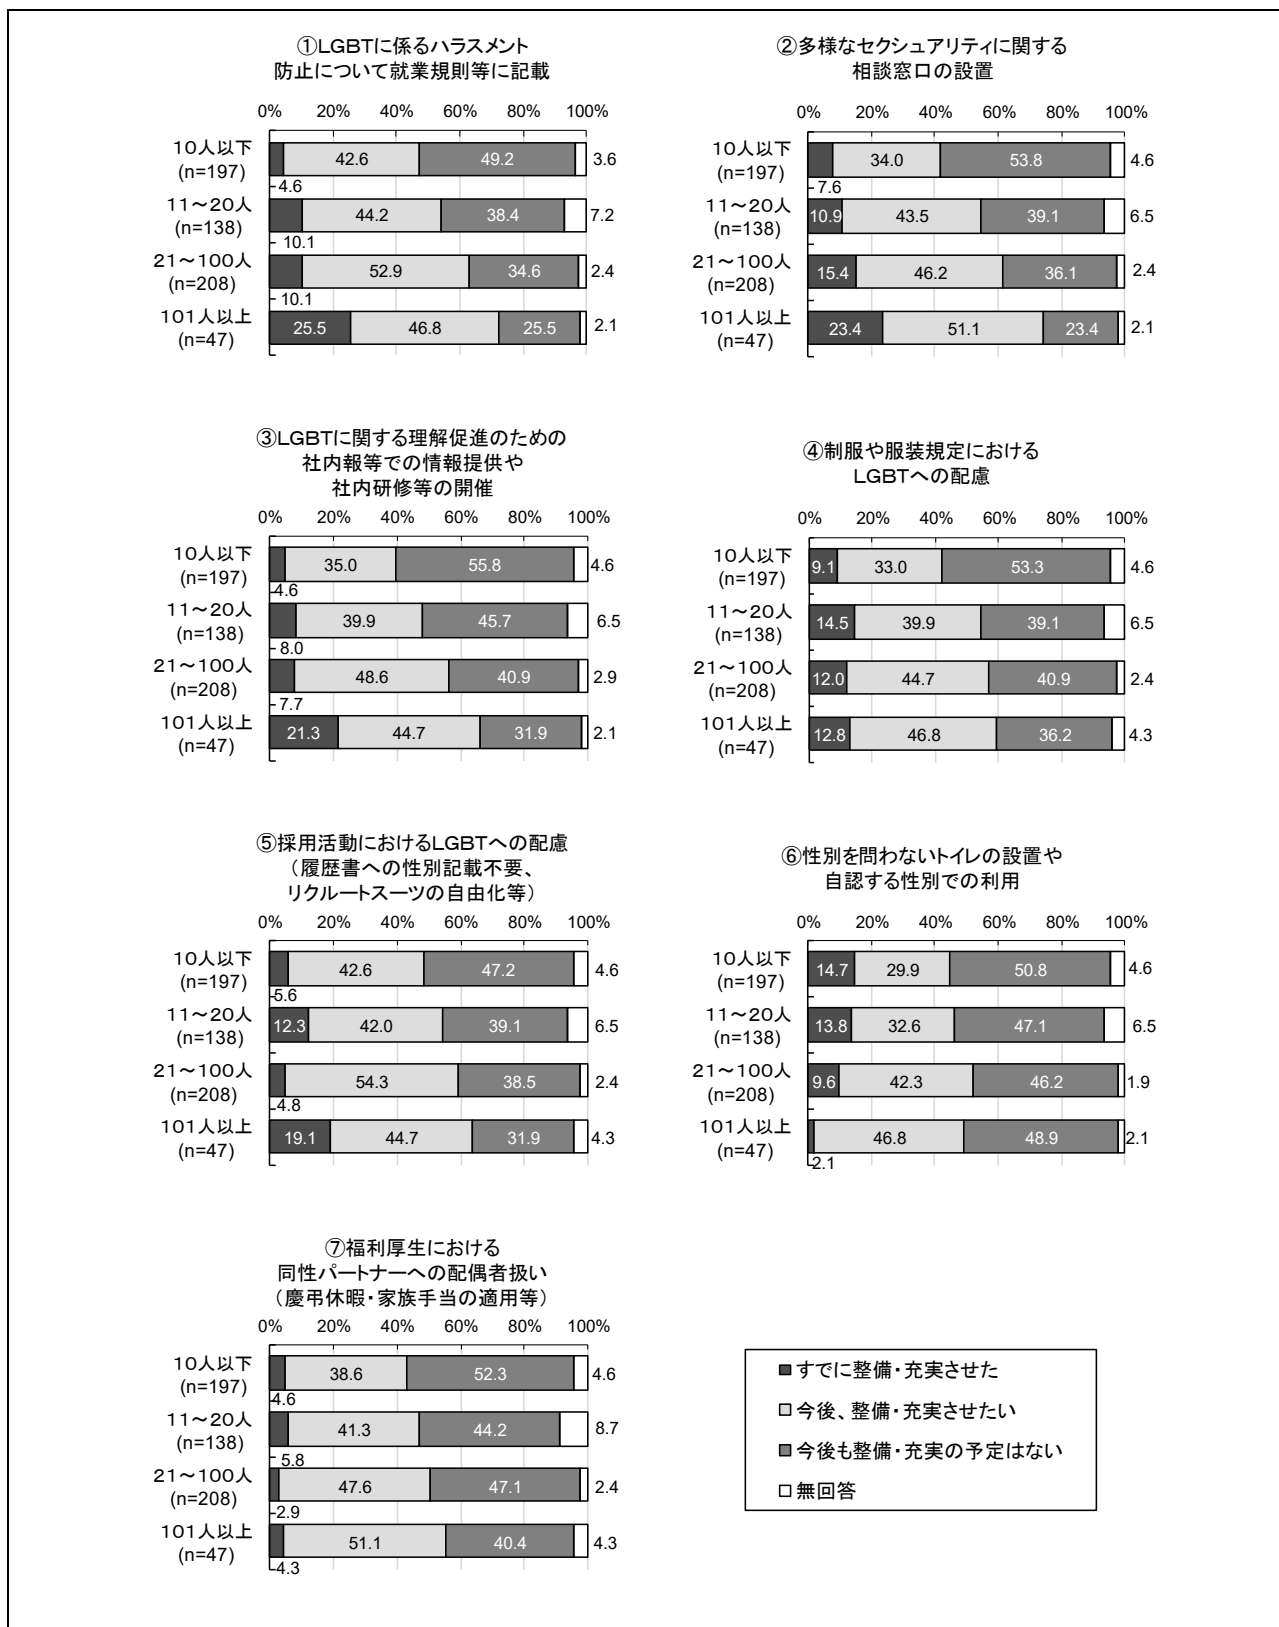 ①LGBTに係るハラスメント
防止について就業規則等に記載
0% 20% 40% 60% 80% 100%
10人以下 42.6 49.2 3.6
(n=197)
4.6
11～20人 44.2 38.4 7.2
(n=138)
10.1
21～100人 52.9 34.6 2.4
(n=208)
10.1
101人以上 25.5 46.8 25.5 2.1
(n=47)
②多様なセクシュアリティに関する
相談窓口の設置
0% 20% 40% 60% 80% 100%
10人以下 34.0 53.8 4.6
(n=197)
7.6
11～20人 10.9 43.5 39.1 6.5
(n=138)
21～100人 15.4 46.2 36.1 2.4
(n=208)
101人以上 23.4 51.1 23.4 2.1
(n=47)
③LGBTに関する理解促進のための
社内報等での情報提供や
社内研修等の開催
0% 20% 40% 60% 80% 100%
10人以下 35.0 55.8 4.6
(n=197)
4.6
11～20人 39.9 45.7 6.5
(n=138)
8.0
21～100人 48.6 40.9 2.9
(n=208)
7.7
101人以上 21.3 44.7 31.9 2.1
(n=47)
④制服や服装規定における
LGBTへの配慮
0% 20% 40% 60% 80% 100%
10人以下 9.1 33.0 53.3 4.6
(n=197)
11～20人 14.5 39.9 39.1 6.5
(n=138)
21～100人 12.0 44.7 40.9 2.4
(n=208)
101人以上 12.8 46.8 36.2 4.3
(n=47)
⑤採用活動におけるLGBTへの配慮
（履歴書への性別記載不要、
リクルートスーツの自由化等）
0% 20% 40% 60% 80% 100%
10人以下 42.6 47.2 4.6
(n=197)
5.6
11～20人 12.3 42.0 39.1 6.5
(n=138)
21～100人 54.3 38.5 2.4
(n=208)
4.8
101人以上 19.1 44.7 31.9 4.3
(n=47)
⑥性別を問わないトイレの設置や
自認する性別での利用
0% 20% 40% 60% 80% 100%
10人以下 14.7 29.9 50.8 4.6
(n=197)
11～20人 13.8 32.6 47.1 6.5
(n=138)
21～100人 9.6 42.3 46.2 1.9
(n=208)
101人以上 46.8 48.9 2.1
(n=47)
2.1
⑦福利厚生における
同性パートナーへの配偶者扱い
（慶弔休暇・家族手当の適用等）
0% 20% 40% 60% 80% 100%
10人以下 38.6 52.3 4.6
(n=197)
4.6
11～20人 41.3 44.2 8.7
(n=138)
5.8
21～100人 47.6 47.1 2.4
(n=208)
2.9
101人以上 51.1 40.4 4.3
(n=47)
4.3
すでに整備・充実させた
今後、整備・充実させたい
今後も整備・充実の予定はない
無回答